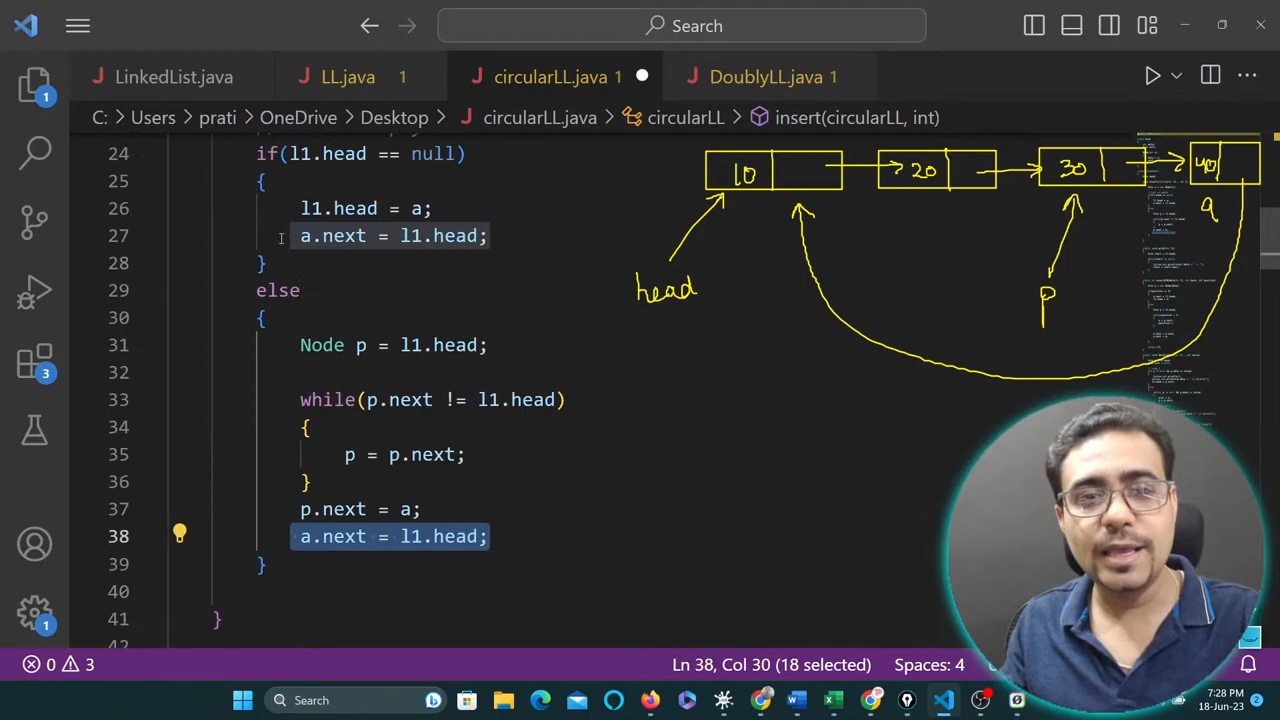 Search
LinkedList.java
LL.java 1
circularLL.java 1
DoublyLL.java 1
C: Users prati OneDrive Desktop circularLL.java circularLL insert(circularLL, int)
24 if(l1.head == null)
25 {
26 l1.head = a;
27 a.next = l1.head;
28 }
29 else
30 {
31 Node p = l1.head;
32
33 while(p.next != l1.head)
34 {
35 p = p.next;
36 }
37 p.next = a;
38 a.next = l1.head;
39 }
40
41 }
42
10
20
30
40
a
head
p
1
3
1
0 3
Ln 38, Col 30 (18 selected)
Spaces: 4
Search
7:28 PM
18-Jun-23